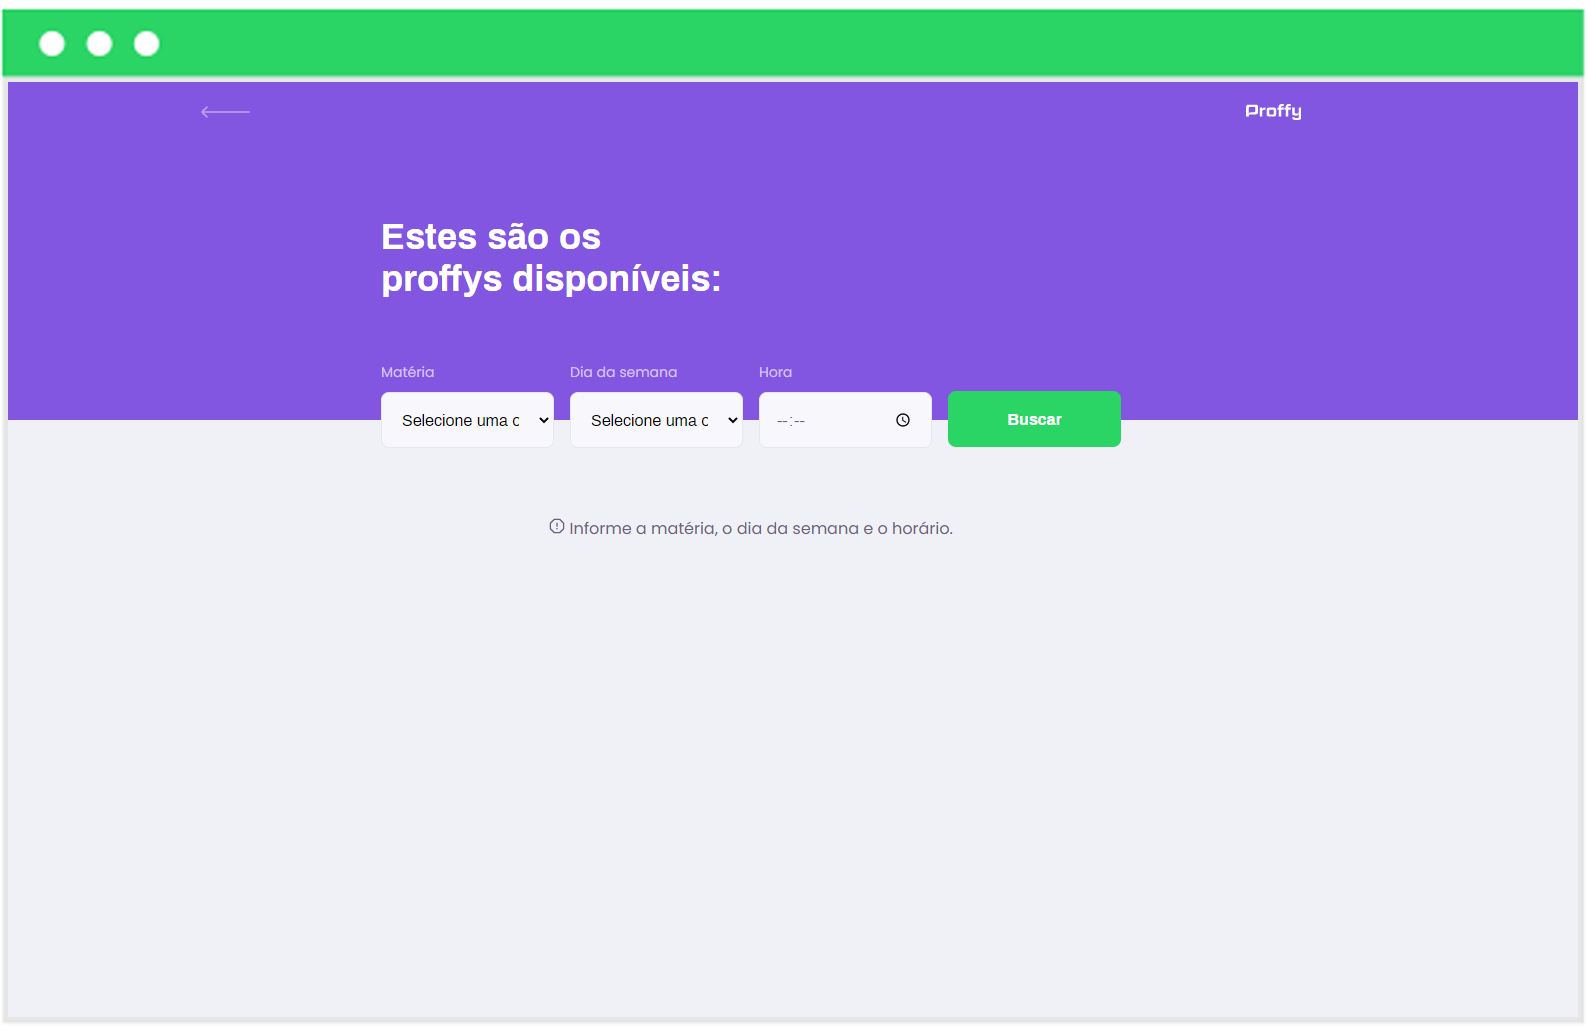 Proffy
Estes são os
proffys disponíveis:
Matéria
Dia da semana
Hora
Selecione uma o
Selecione uma o
--:--
Buscar
Informe a matéria, o dia da semana e o horário.